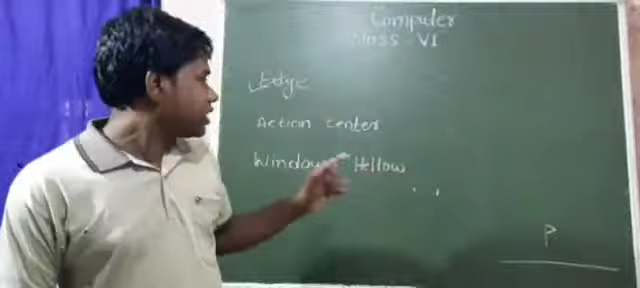 Computer
Class - VI
Edge
Action center
Windows Hellow
P